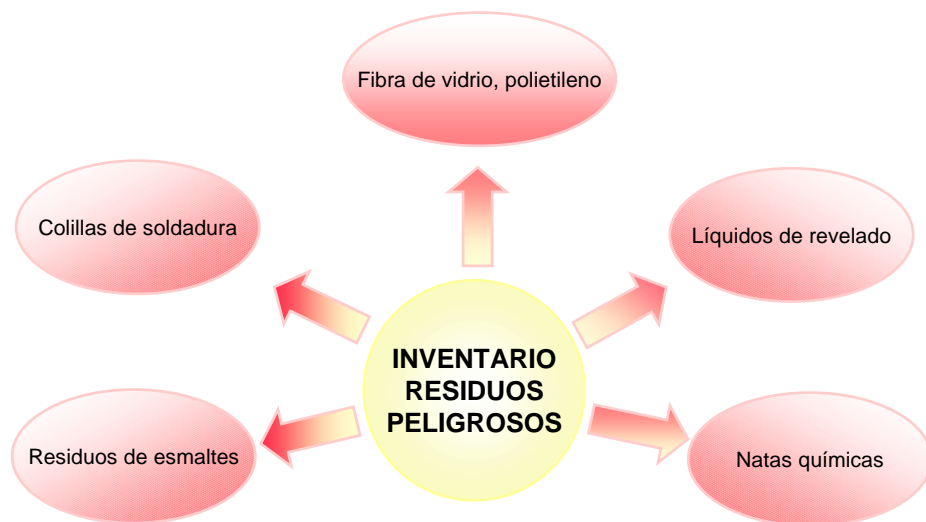 Fibra de vidrio, polietileno
Colillas de soldadura
Líquidos de revelado
INVENTARIO
RESIDUOS
PELIGROSOS
Residuos de esmaltes
Natas químicas